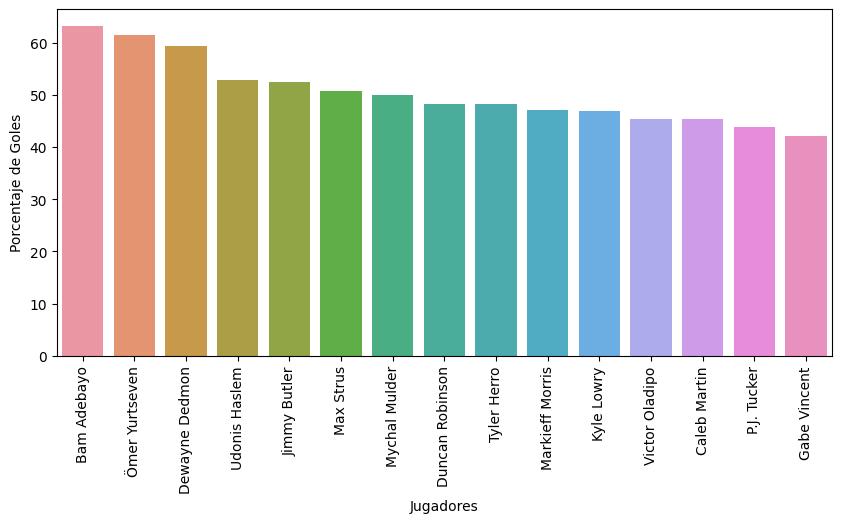 Porcentaje de Goles
60
50
40
30
20
10
0
Bam Adebayo
Ömer Yurtseven
Dewayne Dedmon
Udonis Haslem
Jimmy Butler
Max Strus
Mychal Mulder
Duncan Robinson
Tyler Herro
Markieff Morris
Kyle Lowry
Victor Oladipo
Caleb Martin
P.J. Tucker
Gabe Vincent
Jugadores